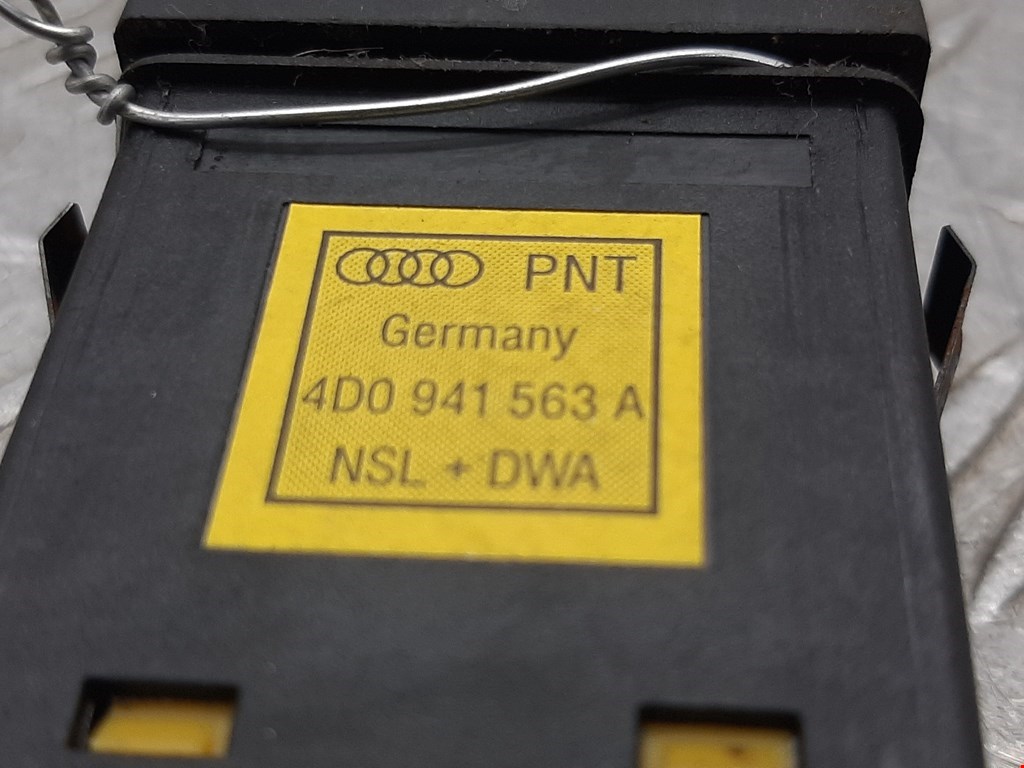 PNT
Germany
4D0 941 563 A
NSL + DWA